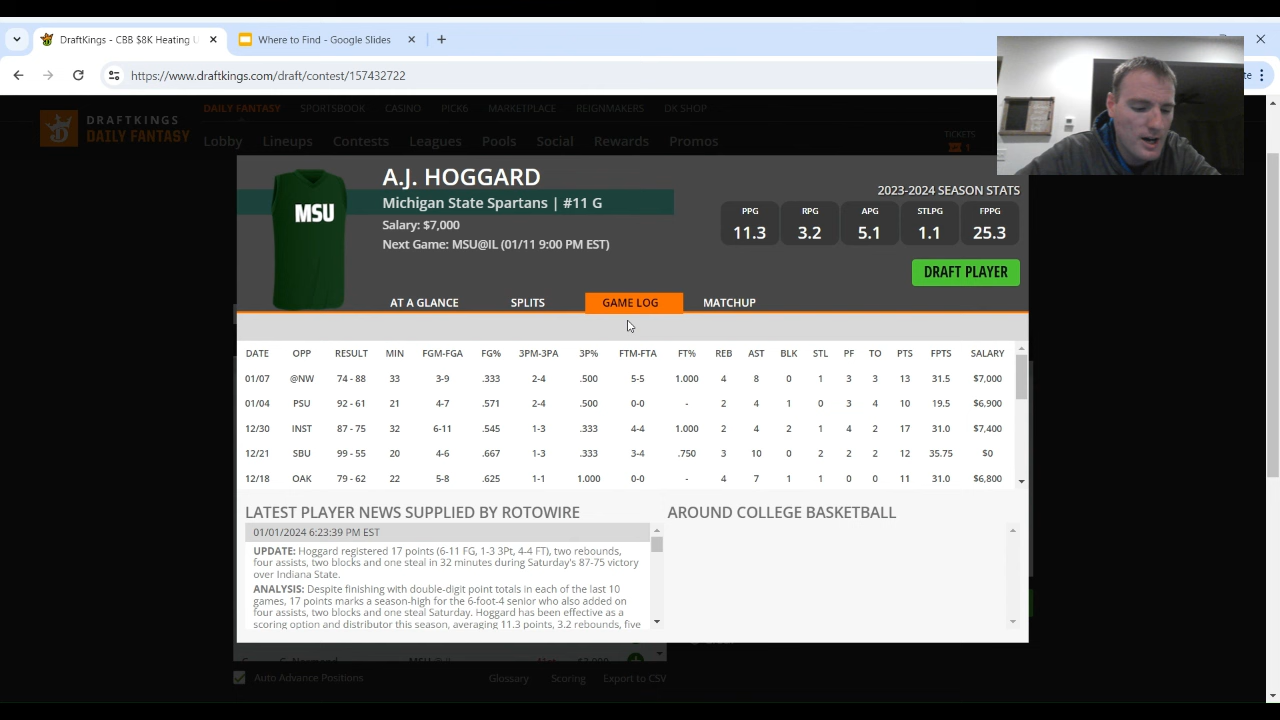 DraftKings - CBB $8K Heating U
Where to Find - Google Slides
https://www.draftkings.com/draft/contest/157432722
DRAFTKINGS
DAILY FANTASY
DAILY FANTASY SPORTSBOOK CASINO PICK6 MARKETPLACE REIGNMAKERS DK SHOP
Lobby Lineups Contests Leagues Pools Social Rewards Promos
TICKETS
1
MSU
A.J. HOGGARD
Michigan State Spartans | #11 G
Salary: $7,000
Next Game: MSU@IL (01/11 9:00 PM EST)
2023-2024 SEASON STATS
PPG RPG APG STLPG FPPG
11.3 3.2 5.1 1.1 25.3
DRAFT PLAYER
AT A GLANCE SPLITS GAME LOG MATCHUP
DATE OPP RESULT MIN FGM-FGA FG% 3PM-3PA 3P% FTM-FTA FT% REB AST BLK STL PF TO PTS FPTS SALARY
01/07 @NW 74 - 88 33 3-9 .333 2-4 .500 5-5 1.000 4 8 0 1 3 3 13 31.5 $7,000
01/04 PSU 92 - 61 21 4-7 .571 2-4 .500 0-0 - 2 4 1 0 3 4 10 19.5 $6,900
12/30 INST 87 - 75 32 6-11 .545 1-3 .333 4-4 1.000 2 4 2 1 4 2 17 31.0 $7,400
12/21 SBU 99 - 55 20 4-6 .667 1-3 .333 3-4 .750 3 10 0 2 2 2 12 35.75 $0
12/18 OAK 79 - 62 22 5-8 .625 1-1 1.000 0-0 - 4 7 1 1 0 0 11 31.0 $6,800
LATEST PLAYER NEWS SUPPLIED BY ROTOWIRE
01/01/2024 6:23:39 PM EST
UPDATE: Hoggard registered 17 points (6-11 FG, 1-3 3Pt, 4-4 FT), two rebounds,
four assists, two blocks and one steal in 32 minutes during Saturday's 87-75 victory
over Indiana State.
ANALYSIS: Despite finishing with double-digit point totals in each of the last 10
games, 17 points marks a season-high for the 6-foot-4 senior who also added on
four assists, two blocks and one steal Saturday. Hoggard has been effective as a
scoring option and distributor this season, averaging 11.3 points, 3.2 rebounds, five
AROUND COLLEGE BASKETBALL
Auto Advance Positions
Glossary Scoring Export to CSV